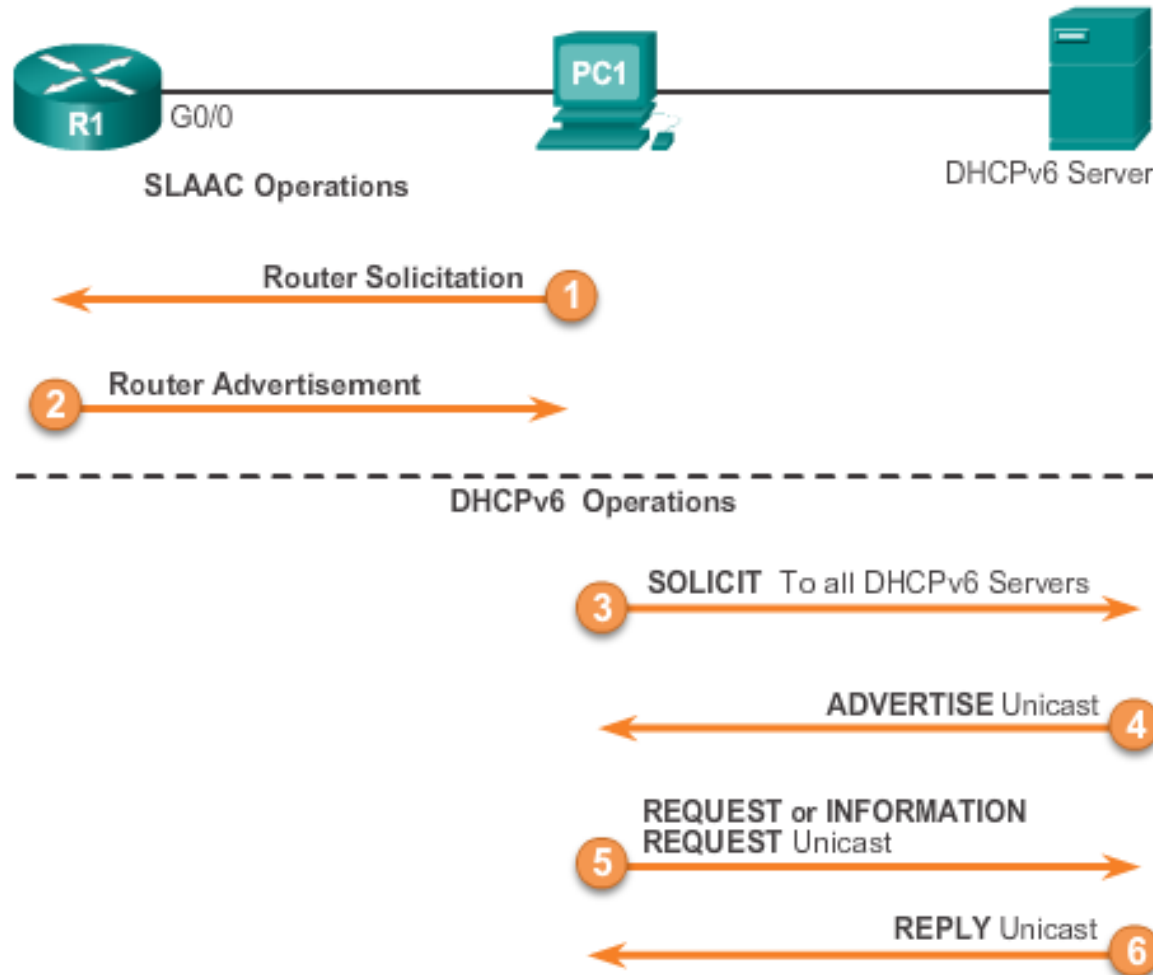 PC1
R1
G0/0
DHCPv6 Server
SLAAC Operations
Router Solicitation
1
2
Router Advertisement
DHCPv6 Operations
SOLICIT To all DHCPv6 Servers
3
ADVERTISE Unicast
4
REQUEST or INFORMATION
REQUEST Unicast
5
REPLY Unicast
6